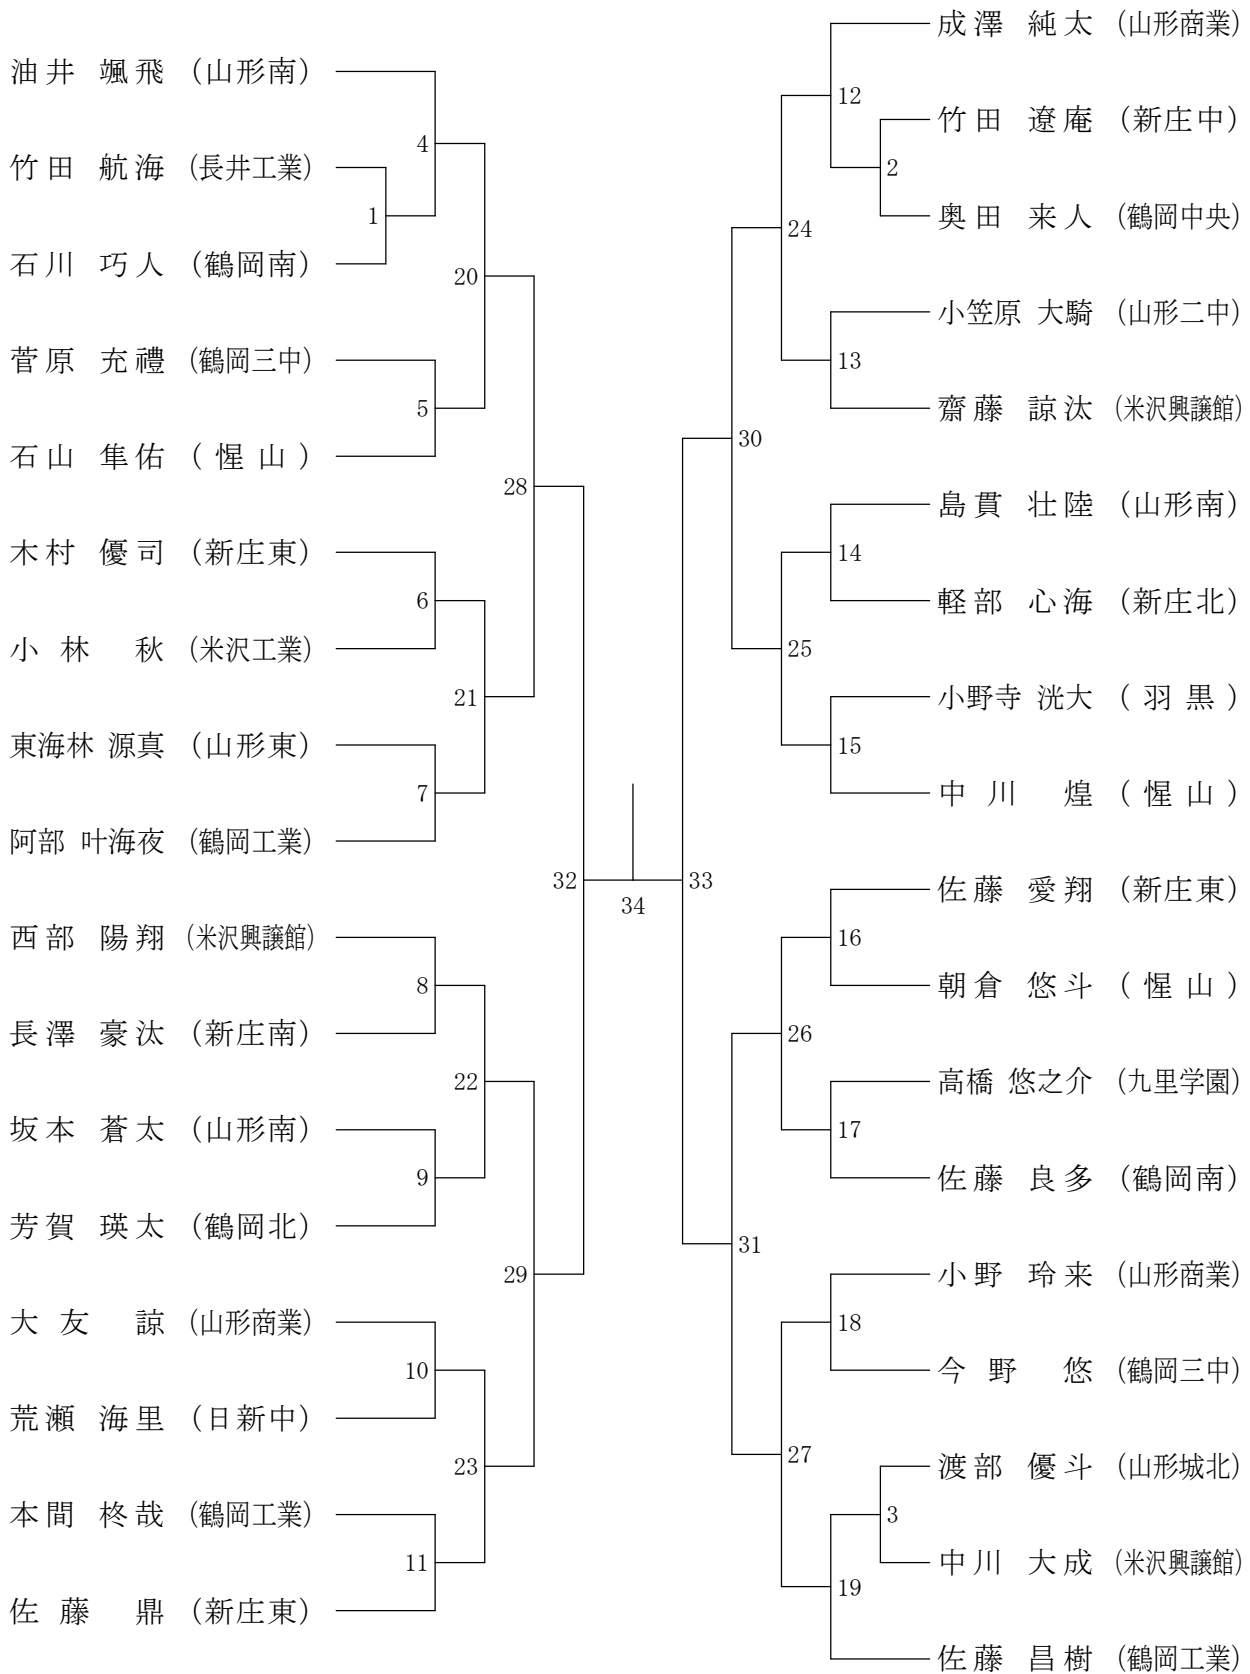 油井 颯飛 (山形南)
竹田 航海 (長井工業)
石川 巧人 (鶴岡南)
菅原 充禮 (鶴岡三中)
石山 隼佑 (惺山)
木村 優司 (新庄東)
小林 秋 (米沢工業)
東海林 源真 (山形東)
阿部 叶海夜 (鶴岡工業)
西部 陽翔 (米沢興譲館)
長澤 豪汰 (新庄南)
坂本 蒼太 (山形南)
芳賀 瑛太 (鶴岡北)
大友 諒 (山形商業)
荒瀬 海里 (日新中)
本間 柊哉 (鶴岡工業)
佐藤 鼎 (新庄東)
1
4
5
6
7
8
9
10
11
20
21
22
23
28
29
32
34
33
30
31
24
25
26
27
12
13
14
15
16
17
18
19
2
3
成澤 純太 (山形商業)
竹田 遼庵 (新庄中)
奥田 来人 (鶴岡中央)
小笠原 大騎 (山形二中)
齋藤 諒汰 (米沢興譲館)
島貫 壮陸 (山形南)
軽部 心海 (新庄北)
小野寺 洸大 (羽黒)
中川 煌 (惺山)
佐藤 愛翔 (新庄東)
朝倉 悠斗 (惺山)
高橋 悠之介 (九里学園)
佐藤 良多 (鶴岡南)
小野 玲来 (山形商業)
今野 悠 (鶴岡三中)
渡部 優斗 (山形城北)
中川 大成 (米沢興譲館)
佐藤 昌樹 (鶴岡工業)